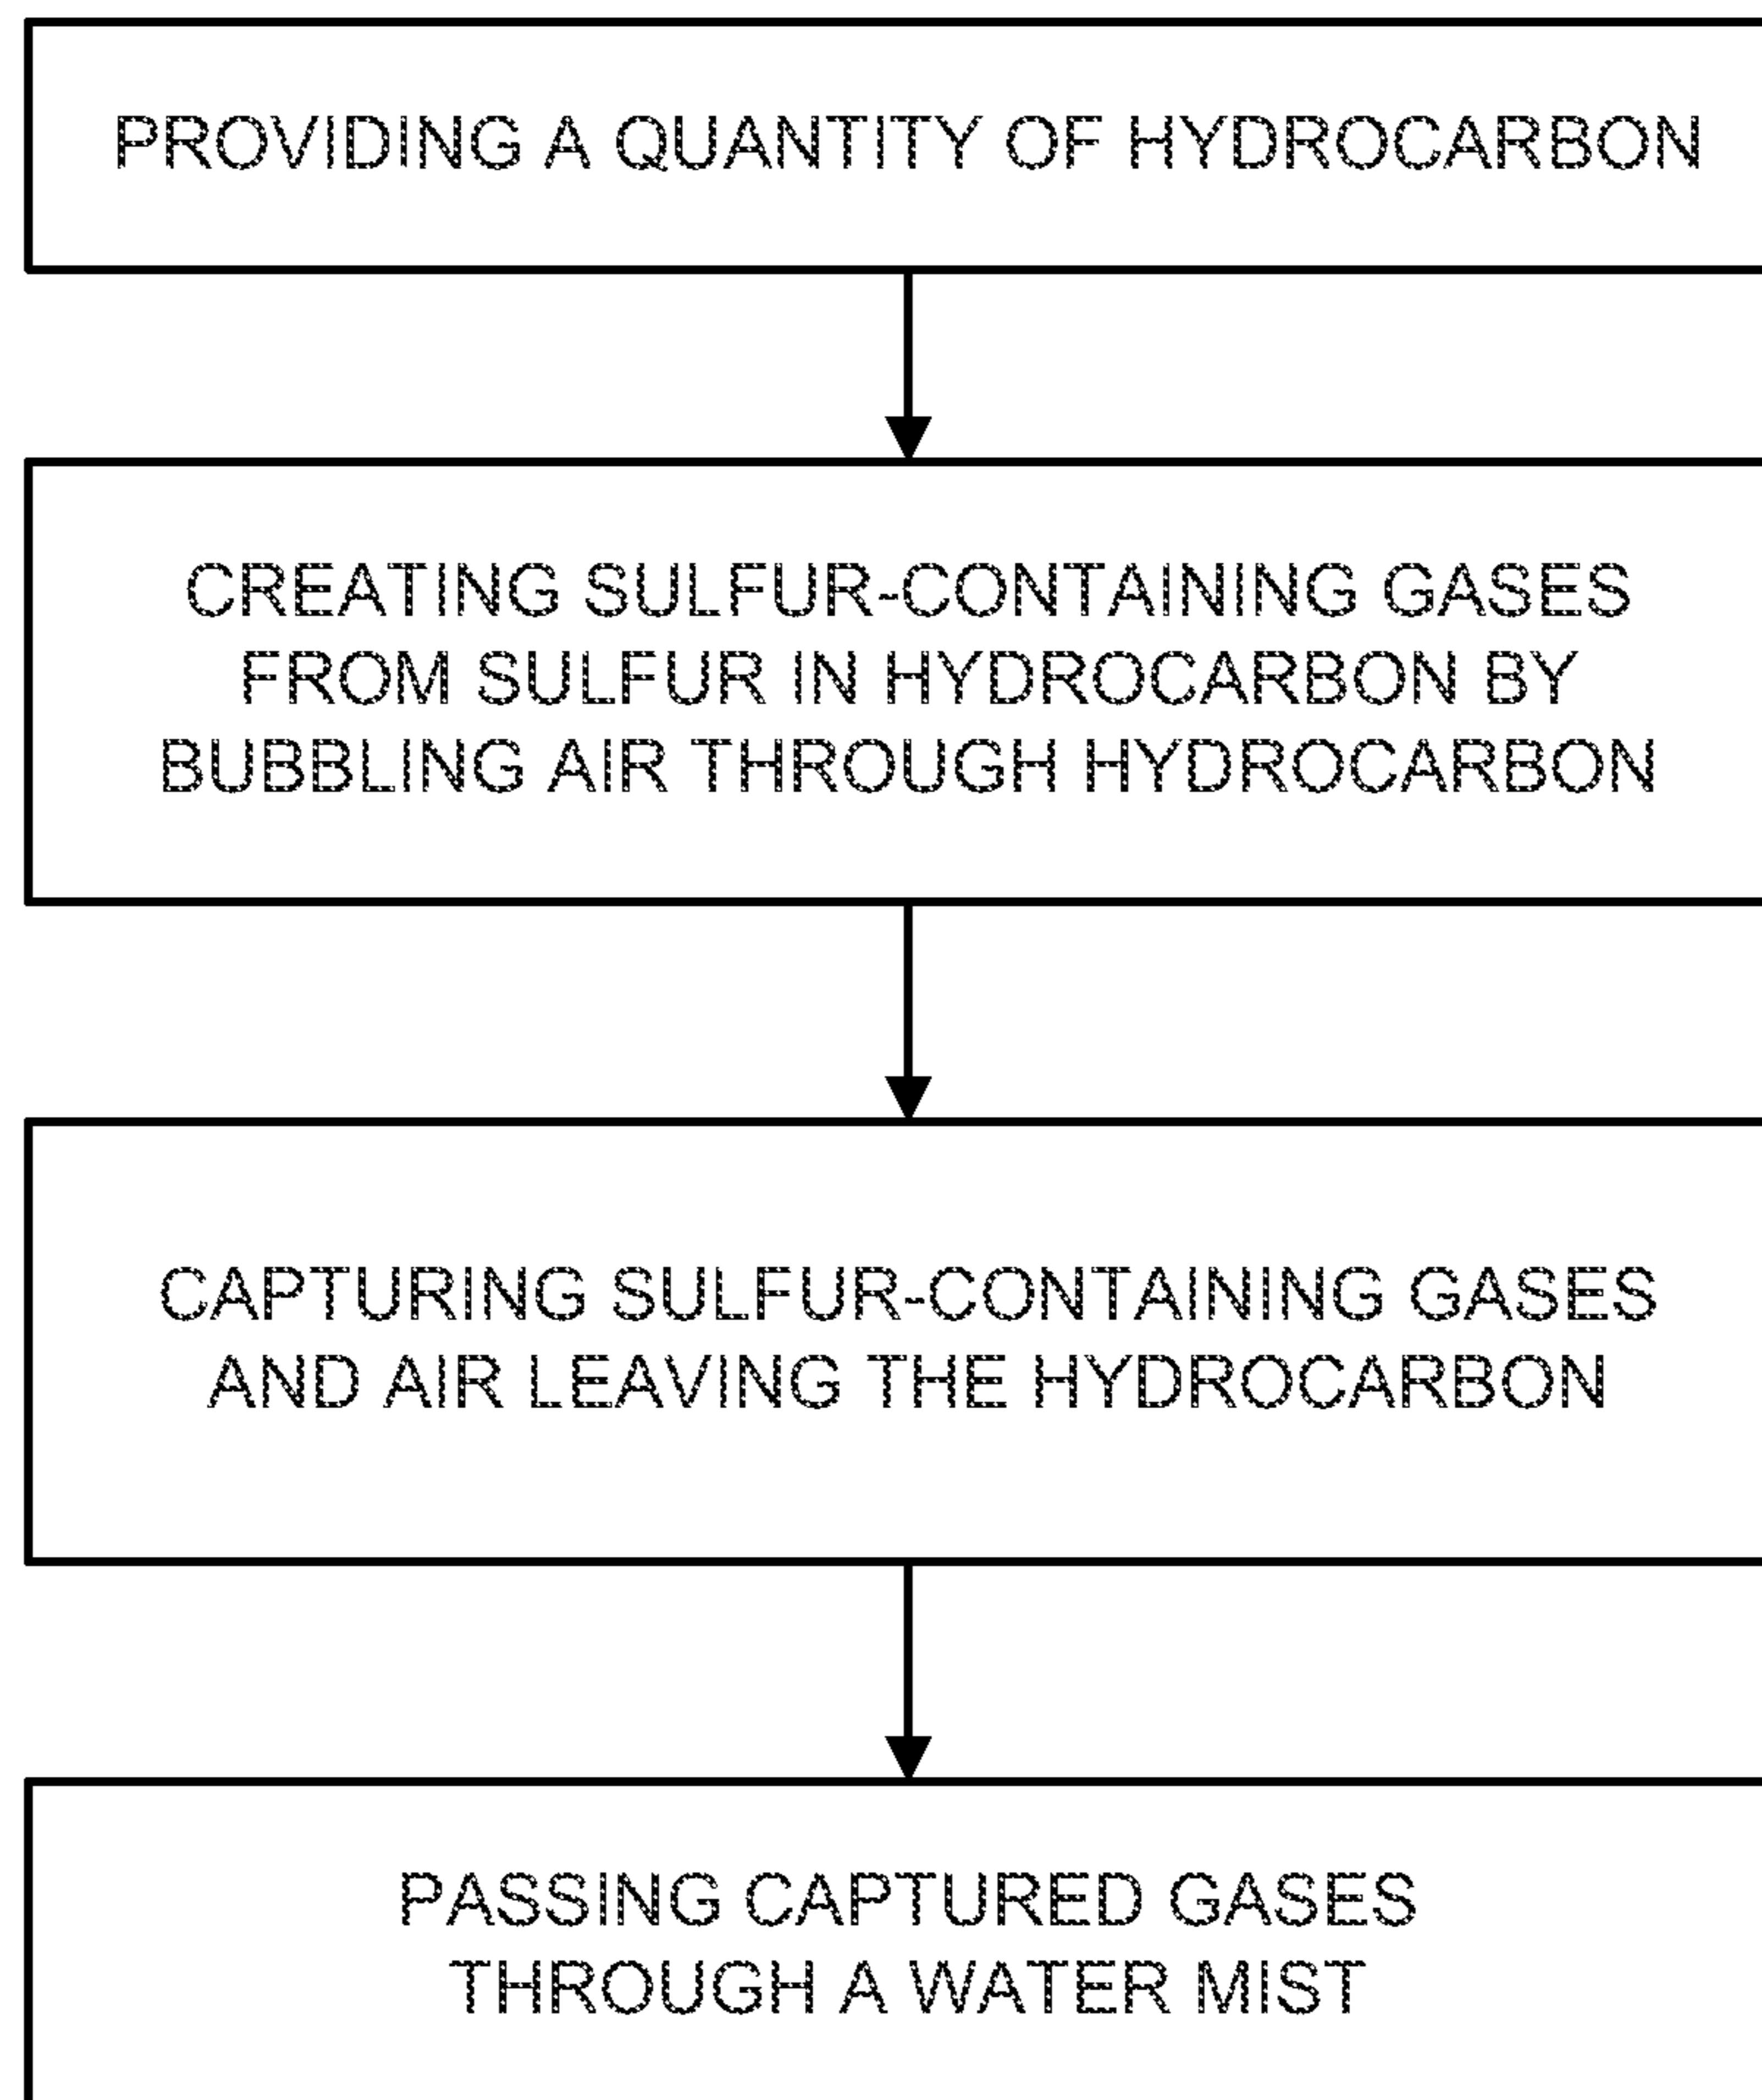 PROVIDING A QUANTITY OF HYDROCARBON
CREATING SULFUR-CONTAINING GASES
FROM SULFUR IN HYDROCARBON BY
BUBBLING AIR THROUGH HYDROCARBON
CAPTURING SULFUR-CONTAINING GASES
AND AIR LEAVING THE HYDROCARBON
PASSING CAPTURED GASES
THROUGH A WATER MIST